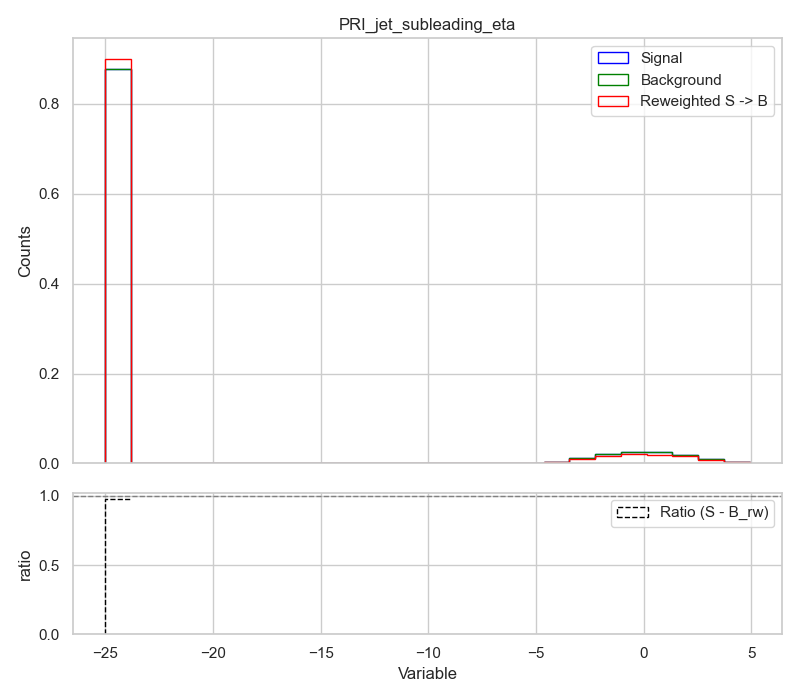 PRI_jet_subleading_eta
Signal
Background
Reweighted S -> B
Counts
0.8
0.6
0.4
0.2
0.0
1.0
0.5
0.0
ratio
Ratio (S - B_rw)
−25 −20 −15 −10 −5 0 5
Variable